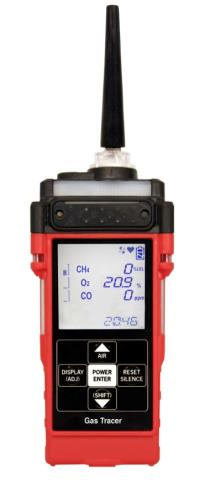 CH4 0 %LEL
O2 20.9 %
CO 0 ppm
20:46
AIR
DISPLAY (ADJ) POWER ENTER RESET SILENCE
(SHIFT)
Gas Tracer